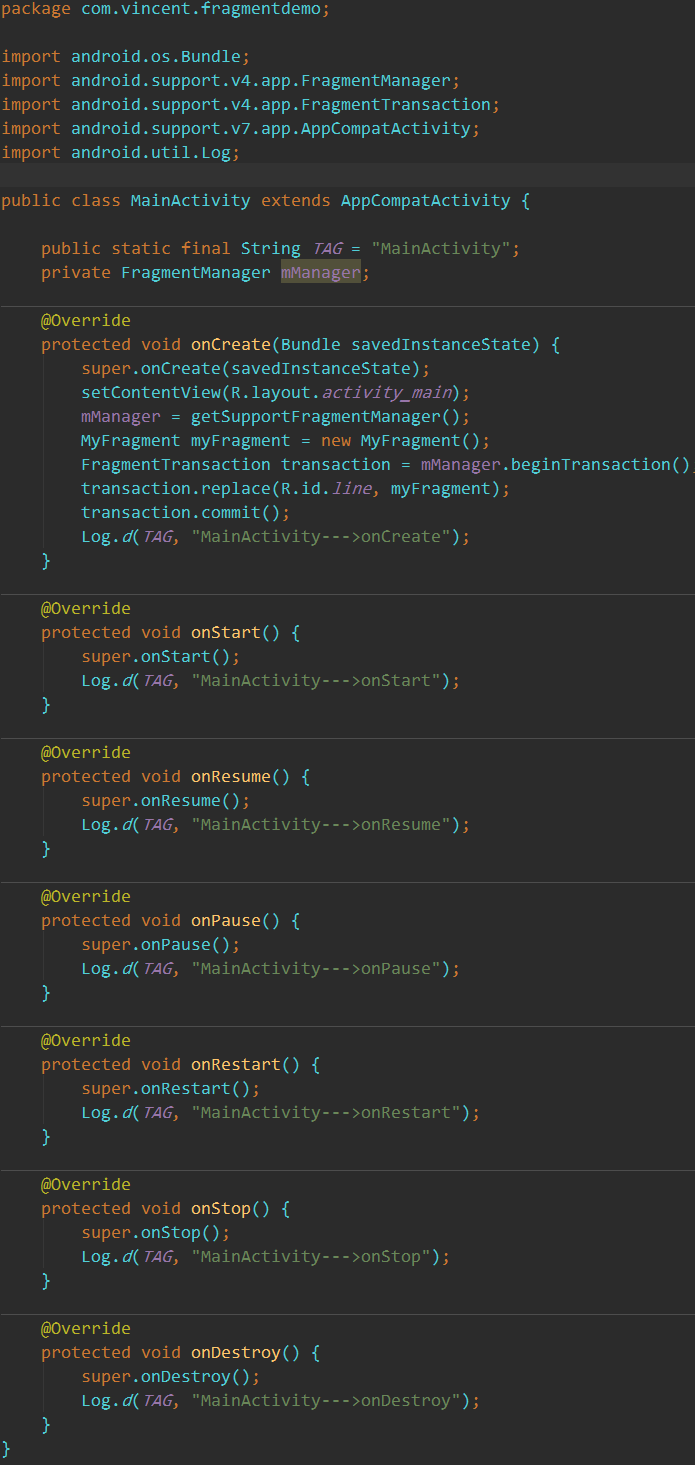 package com.vincent.fragmentdemo;
import android.os.Bundle;
import android.support.v4.app.FragmentManager;
import android.support.v4.app.FragmentTransaction;
import android.support.v7.app.AppCompatActivity;
import android.util.Log;
public class MainActivity extends AppCompatActivity {
    public static final String TAG = "MainActivity";
    private FragmentManager mManager;
    @Override
    protected void onCreate(Bundle savedInstanceState) {
        super.onCreate(savedInstanceState);
        setContentView(R.layout.activity_main);
        mManager = getSupportFragmentManager();
        MyFragment myFragment = new MyFragment();
        FragmentTransaction transaction = mManager.beginTransaction();
        transaction.replace(R.id.line, myFragment);
        transaction.commit();
        Log.d(TAG, "MainActivity--->onCreate");
    }
    @Override
    protected void onStart() {
        super.onStart();
        Log.d(TAG, "MainActivity--->onStart");
    }
    @Override
    protected void onResume() {
        super.onResume();
        Log.d(TAG, "MainActivity--->onResume");
    }
    @Override
    protected void onPause() {
        super.onPause();
        Log.d(TAG, "MainActivity--->onPause");
    }
    @Override
    protected void onRestart() {
        super.onRestart();
        Log.d(TAG, "MainActivity--->onRestart");
    }
    @Override
    protected void onStop() {
        super.onStop();
        Log.d(TAG, "MainActivity--->onStop");
    }
    @Override
    protected void onDestroy() {
        super.onDestroy();
        Log.d(TAG, "MainActivity--->onDestroy");
    }
}